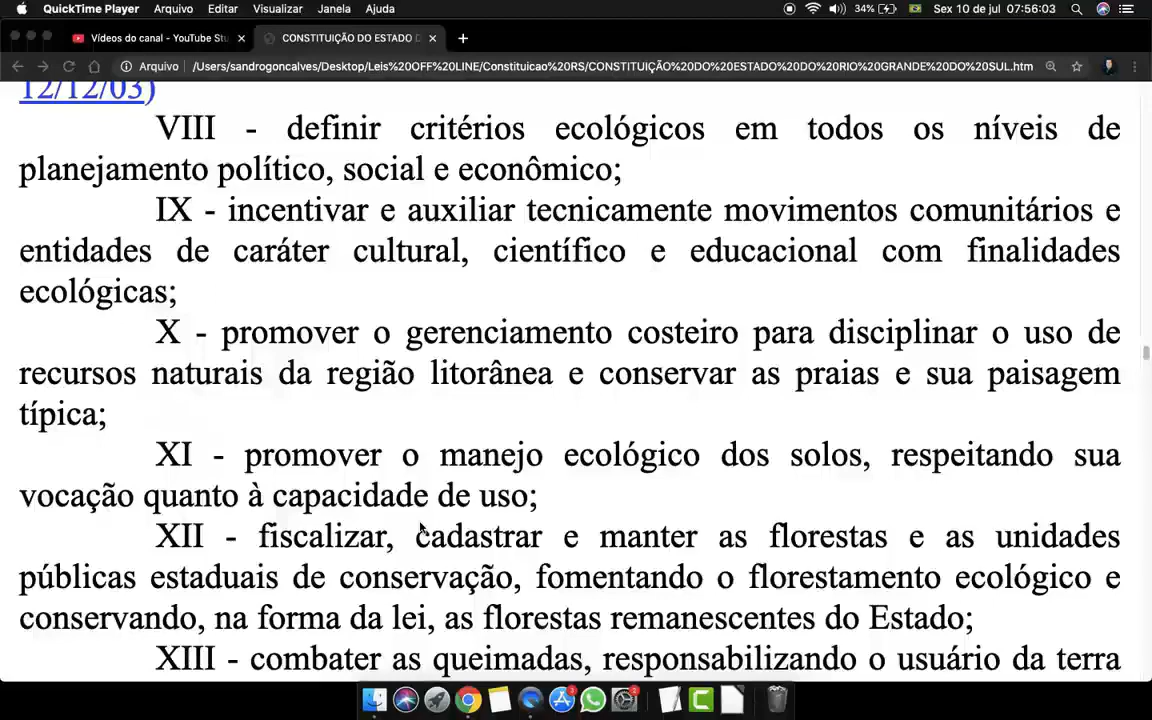 QuickTime Player Arquivo Editar Visualizar Janela Ajuda 34% Sex 10 de jul 07:56:03
Vídeos do canal - YouTube Stu CONSTITUIÇÃO DO ESTADO D
Arquivo /Users/sandrogoncalves/Desktop/Leis%20OFF%20LINE/Constituicao%20RS/CONSTITUIÇÃO%20DO%20ESTADO%20DO%20RIO%20GRANDE%20DO%20SUL.htm
12/12/03)
VIII - definir critérios ecológicos em todos os níveis de
planejamento político, social e econômico;
IX - incentivar e auxiliar tecnicamente movimentos comunitários e
entidades de caráter cultural, científico e educacional com finalidades
ecológicas;
X - promover o gerenciamento costeiro para disciplinar o uso de
recursos naturais da região litorânea e conservar as praias e sua paisagem
típica;
XI - promover o manejo ecológico dos solos, respeitando sua
vocação quanto à capacidade de uso;
XII - fiscalizar, cadastrar e manter as florestas e as unidades
públicas estaduais de conservação, fomentando o florestamento ecológico e
conservando, na forma da lei, as florestas remanescentes do Estado;
XIII - combater as queimadas, responsabilizando o usuário da terra